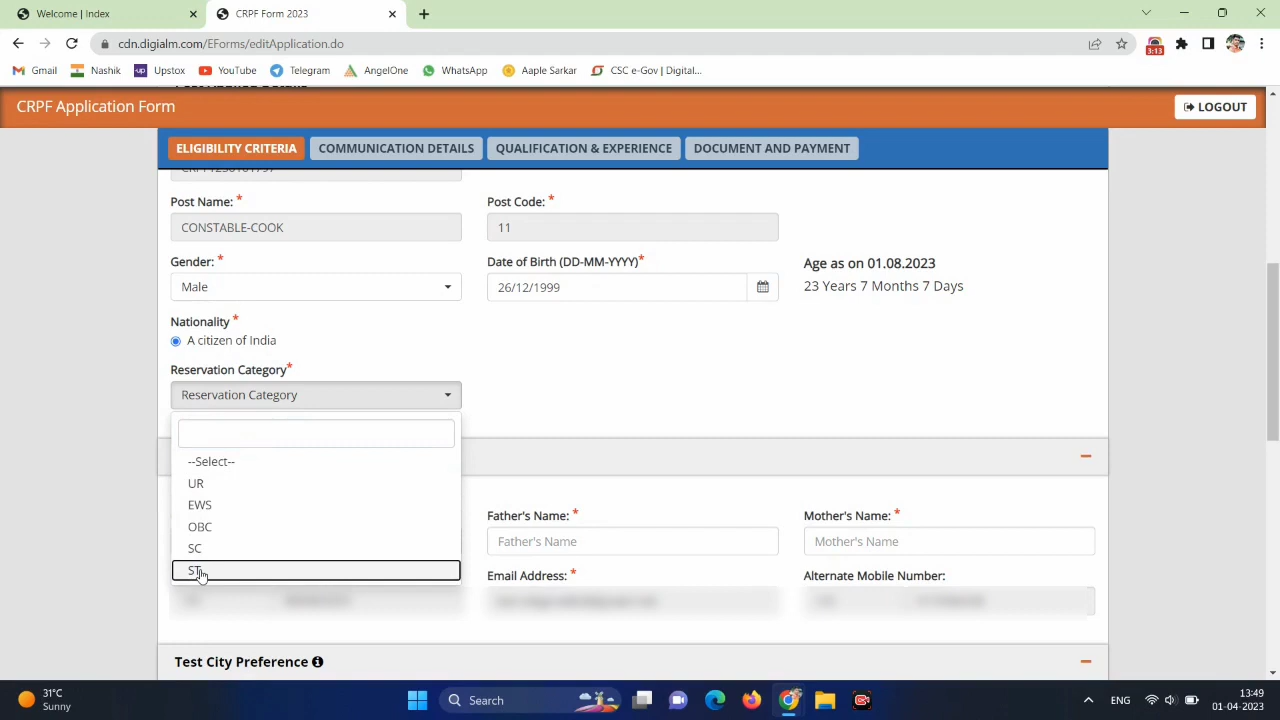 Welcome | Index
CRPF Form 2023
cdn.digialm.com/EForms/editApplication.do
3:13
Gmail
Nashik
up
Upstox
YouTube
Telegram
AngelOne
WhatsApp
Aaple Sarkar
CSC e-Gov | Digital...
CRPF Application Form
LOGOUT
ELIGIBILITY CRITERIA
COMMUNICATION DETAILS
QUALIFICATION & EXPERIENCE
DOCUMENT AND PAYMENT
Post Name: *
Post Code: *
CONSTABLE-COOK
11
Gender: *
Date of Birth (DD-MM-YYYY)*
Age as on 01.08.2023
Male
26/12/1999
23 Years 7 Months 7 Days
Nationality *
A citizen of India
Reservation Category*
Reservation Category
--Select--
UR
EWS
OBC
SC
ST
Father's Name: *
Mother's Name: *
Father's Name
Mother's Name
Email Address: *
Alternate Mobile Number:
Test City Preference
31°C
Sunny
Search
ENG
13:49
01-04-2023